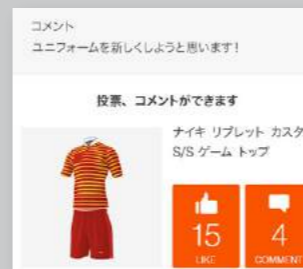 コメント
ユニフォームを新しくしようと思います!
投票、コメントができます
ナイキ リブレット カスタ
S/S ゲーム トップ
15
LIKE
4
COMMENT